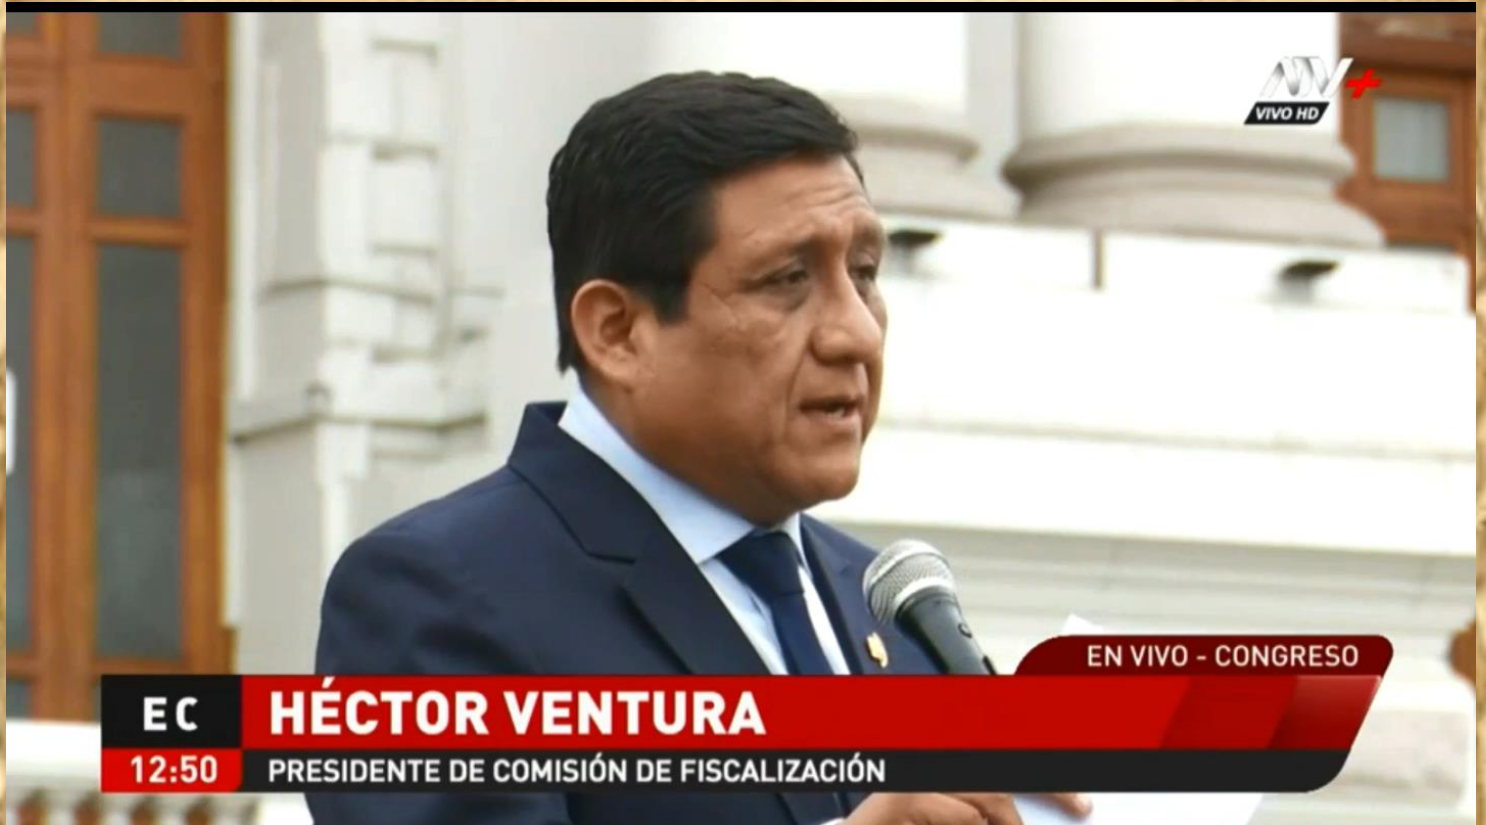 ATV+
VIVO HD
EN VIVO - CONGRESO
EC
HÉCTOR VENTURA
12:50
PRESIDENTE DE COMISIÓN DE FISCALIZACIÓN